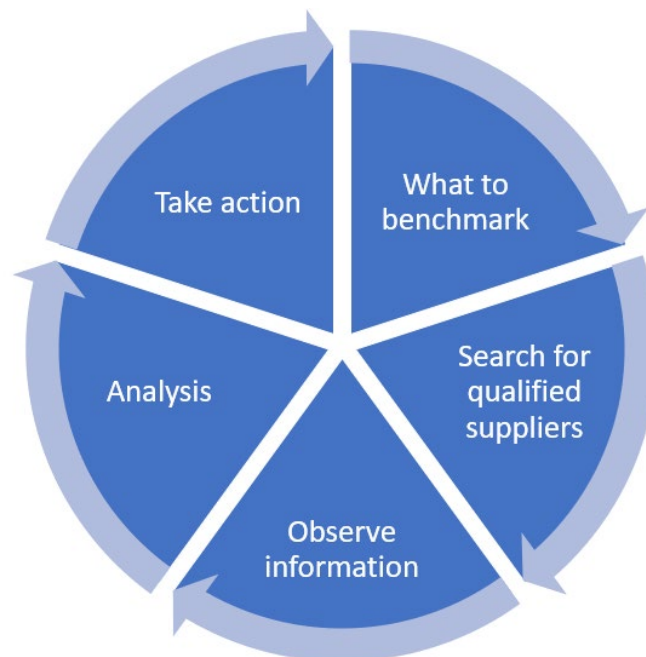 What to
benchmark
Search for
qualified
suppliers
Observe
information
Analysis
Take action